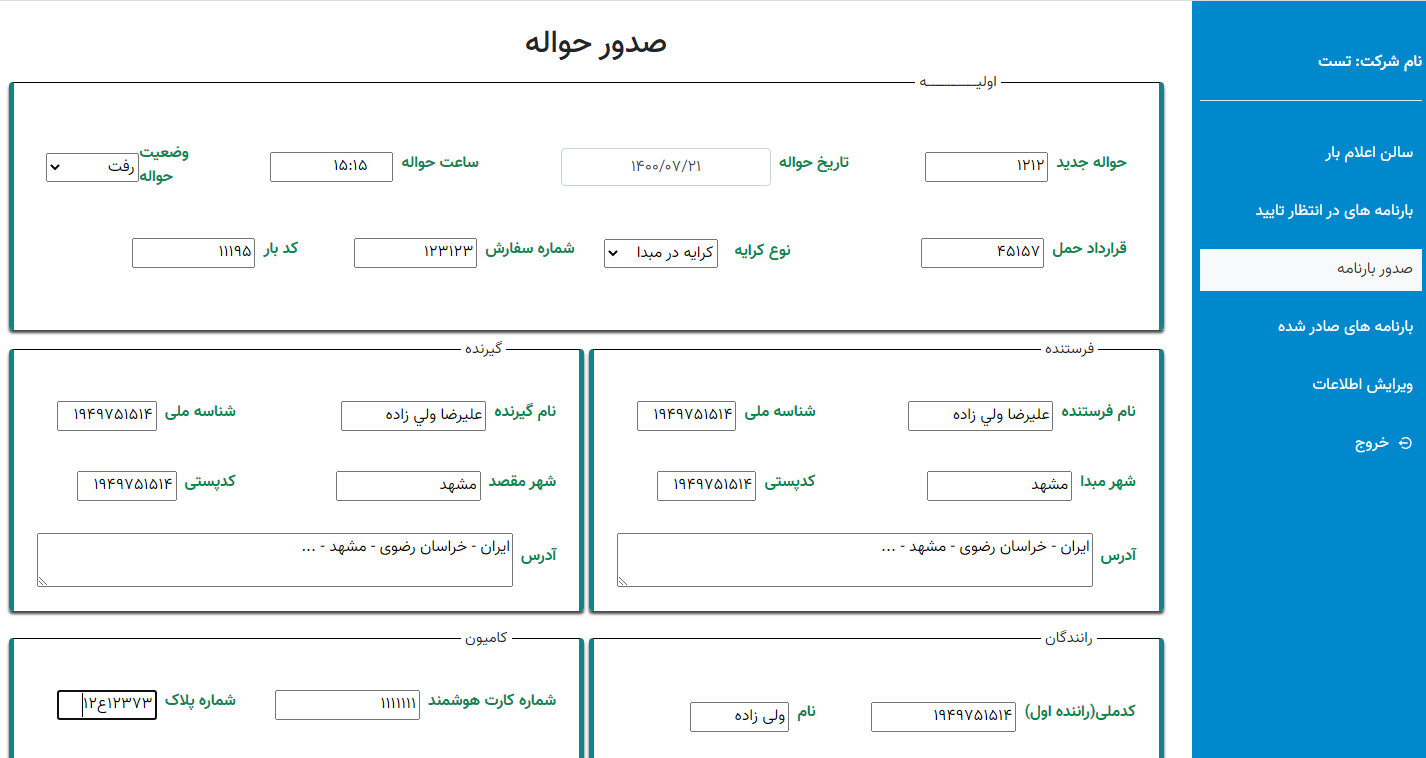 نام شرکت: تست
سالن اعلام بار
بارنامه های در انتظار تایید
صدور بارنامه
بارنامه های صادر شده
ویرایش اطلاعات
خروج
صدور حواله
اولیـــــــــــه
حواله جدید ۱۲۱۲ تاریخ حواله ۱۴۰۰/۰۷/۲۱ ساعت حواله ۱۵:۱۵ وضعیت حواله رفت
قرارداد حمل ۴۵۱۵۷ نوع کرایه کرایه در مبدا شماره سفارش ۱۲۳۱۲۳ کد بار ۱۱۱۹۵
فرستنده
نام فرستنده علیرضا ولي زاده شناسه ملی ۱۹۴۹۷۵۱۵۱۴
شهر مبدا مشهد کدپستی ۱۹۴۹۷۵۱۵۱۴
آدرس ایران - خراسان رضوی - مشهد - ...
گیرنده
نام گیرنده علیرضا ولي زاده شناسه ملی ۱۹۴۹۷۵۱۵۱۴
شهر مقصد مشهد کدپستی ۱۹۴۹۷۵۱۵۱۴
آدرس ایران - خراسان رضوی - مشهد - ...
رانندگان
کدملی(راننده اول) ۱۹۴۹۷۵۱۵۱۴ نام ولی زاده
کامیون
شماره کارت هوشمند ۱۱۱۱۱۱۱ شماره پلاک ۱۲ع۱۲۳۷۳